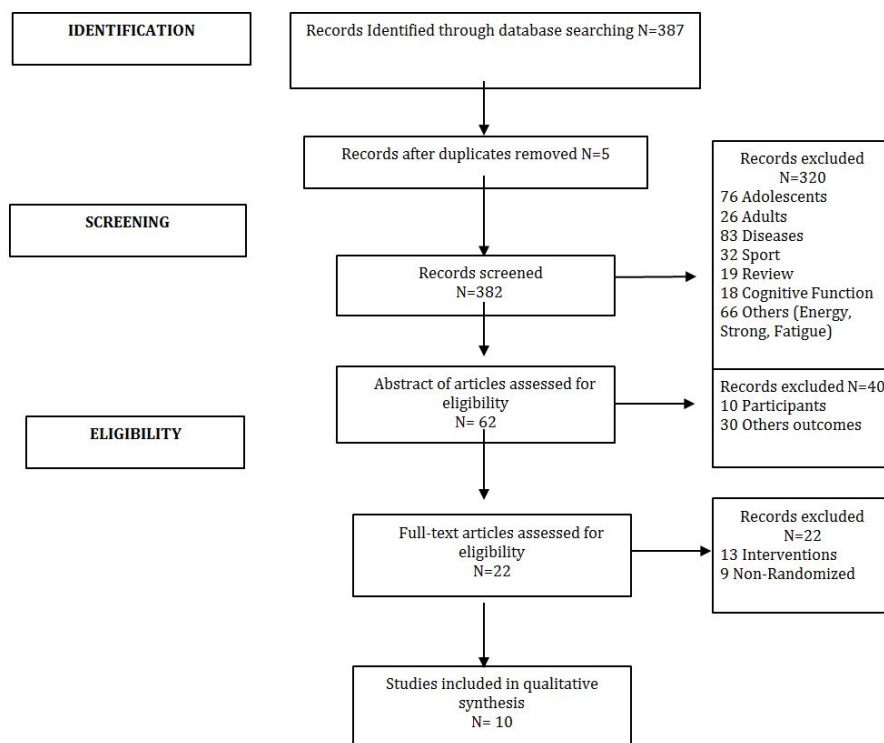 IDENTIFICATION
Records Identified through database searching N=387
Records after duplicates removed N=5
SCREENING
Records screened
N=382
Records excluded
N=320
76 Adolescents
26 Adults
83 Diseases
32 Sport
19 Review
18 Cognitive Function
66 Others (Energy,
Strong, Fatigue)
ELIGIBILITY
Abstract of articles assessed for
eligibility
N= 62
Records excluded N=40
10 Participants
30 Others outcomes
Full-text articles assessed for
eligibility
N=22
Records excluded
N=22
13 Interventions
9 Non-Randomized
Studies included in qualitative
synthesis
N= 10